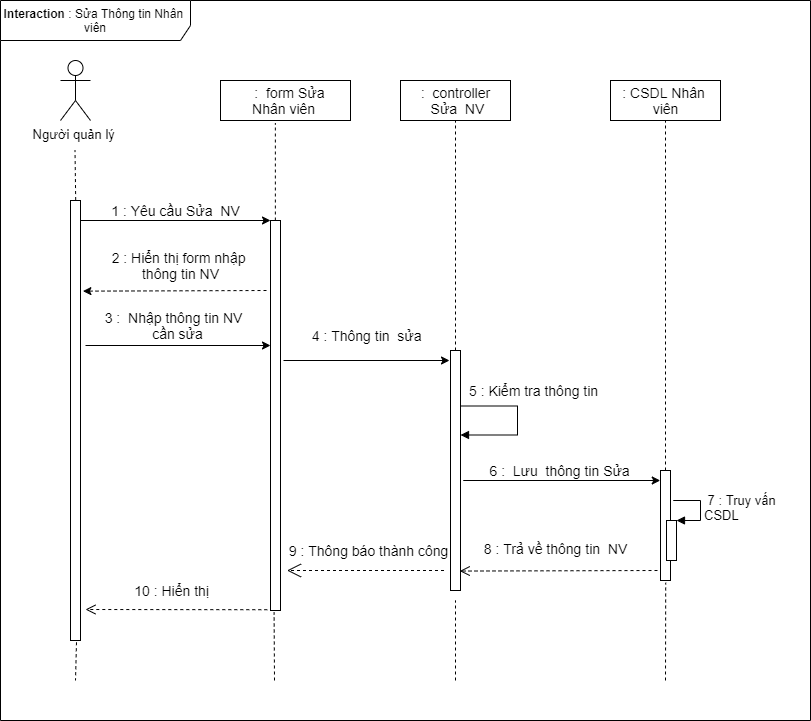 Interaction : Sửa Thông tin Nhân
viên
Người quản lý
: form Sửa
Nhân viên
: controller
Sửa NV
: CSDL Nhân
viên
1 : Yêu cầu Sửa NV
2 : Hiển thị form nhập
thông tin NV
3 : Nhập thông tin NV
cần sửa
4 : Thông tin sửa
5 : Kiểm tra thông tin
6 : Lưu thông tin Sửa
7 : Truy vấn
CSDL
8 : Trả về thông tin NV
9 : Thông báo thành công
10 : Hiển thị